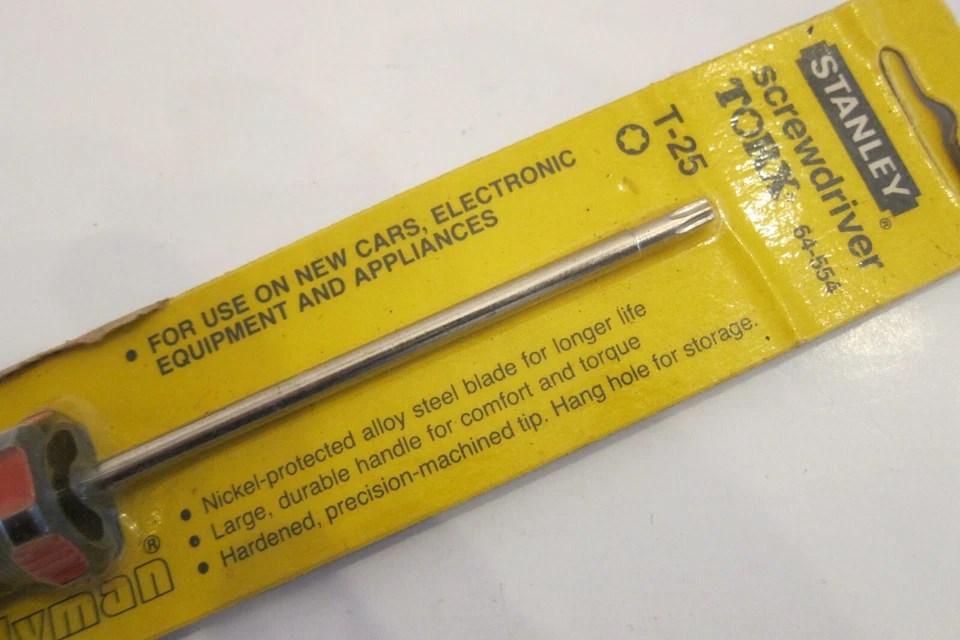 STANLEY®
screwdriver
TORX® 64-554
T-25
• FOR USE ON NEW CARS, ELECTRONIC
EQUIPMENT AND APPLIANCES
• Nickel-protected alloy steel blade for longer life
• Large, durable handle for comfort and torque
• Hardened, precision-machined tip. Hang hole for storage.
yman®